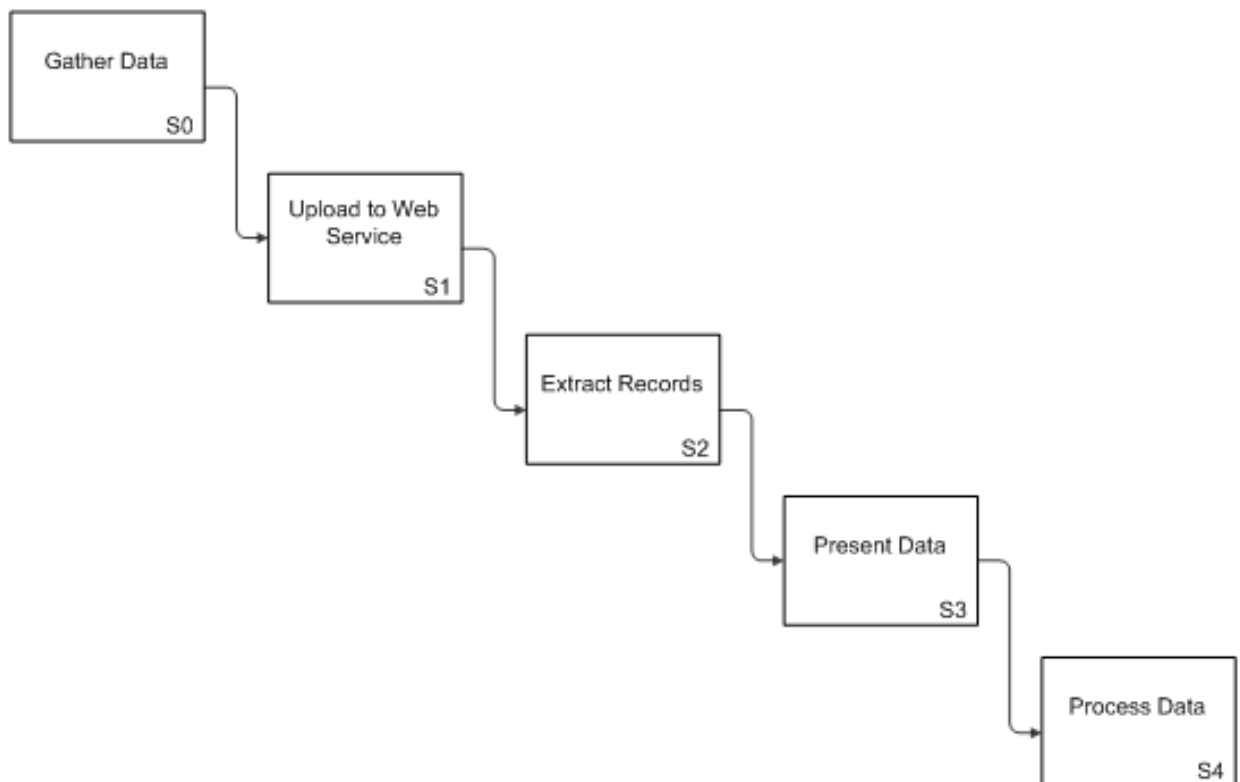 Gather Data
S0
Upload to Web
Service
S1
Extract Records
S2
Present Data
S3
Process Data
S4